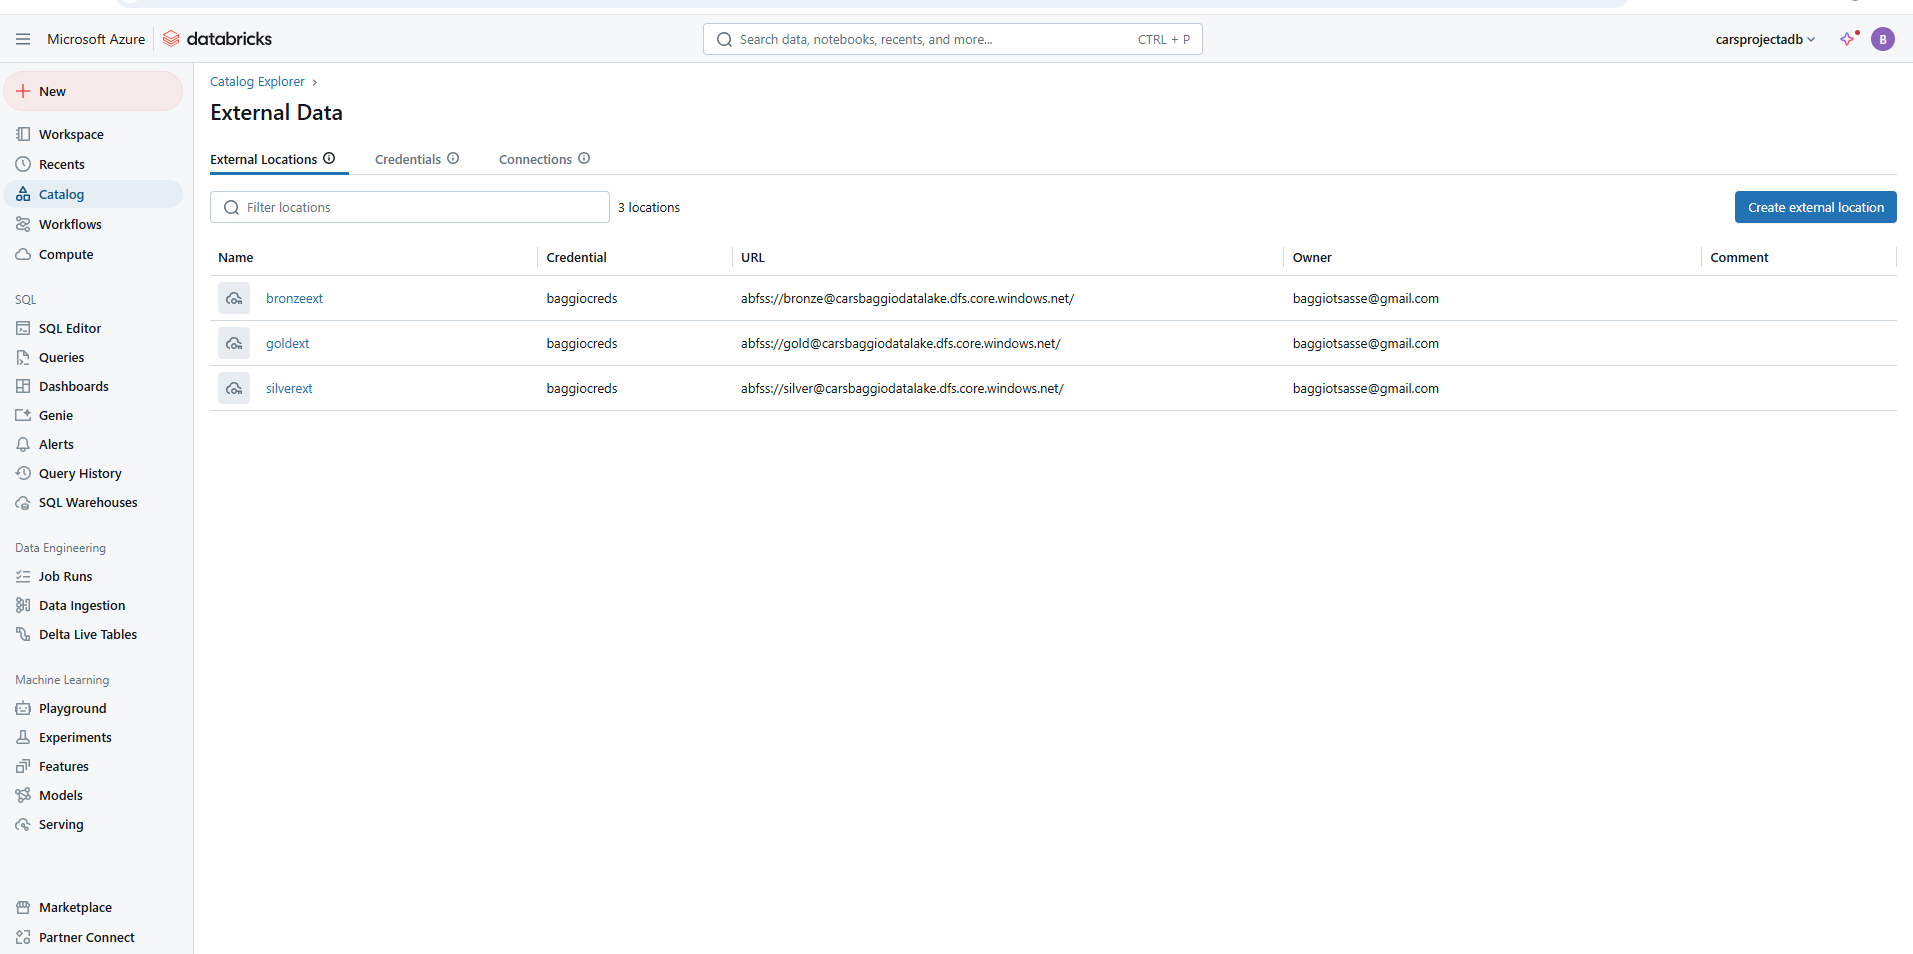 Microsoft Azure databricks
Search data, notebooks, recents, and more... CTRL + P
carsprojectadb B
New
Workspace
Recents
Catalog
Workflows
Compute
SQL
SQL Editor
Queries
Dashboards
Genie
Alerts
Query History
SQL Warehouses
Data Engineering
Job Runs
Data Ingestion
Delta Live Tables
Machine Learning
Playground
Experiments
Features
Models
Serving
Marketplace
Partner Connect
Catalog Explorer ›
External Data
External Locations Credentials Connections
Filter locations 3 locations Create external location
Name Credential URL Owner Comment
bronzeext baggiocreds abfss://bronze@carsbaggiodatalake.dfs.core.windows.net/ baggiotsasse@gmail.com
goldext baggiocreds abfss://gold@carsbaggiodatalake.dfs.core.windows.net/ baggiotsasse@gmail.com
silverext baggiocreds abfss://silver@carsbaggiodatalake.dfs.core.windows.net/ baggiotsasse@gmail.com